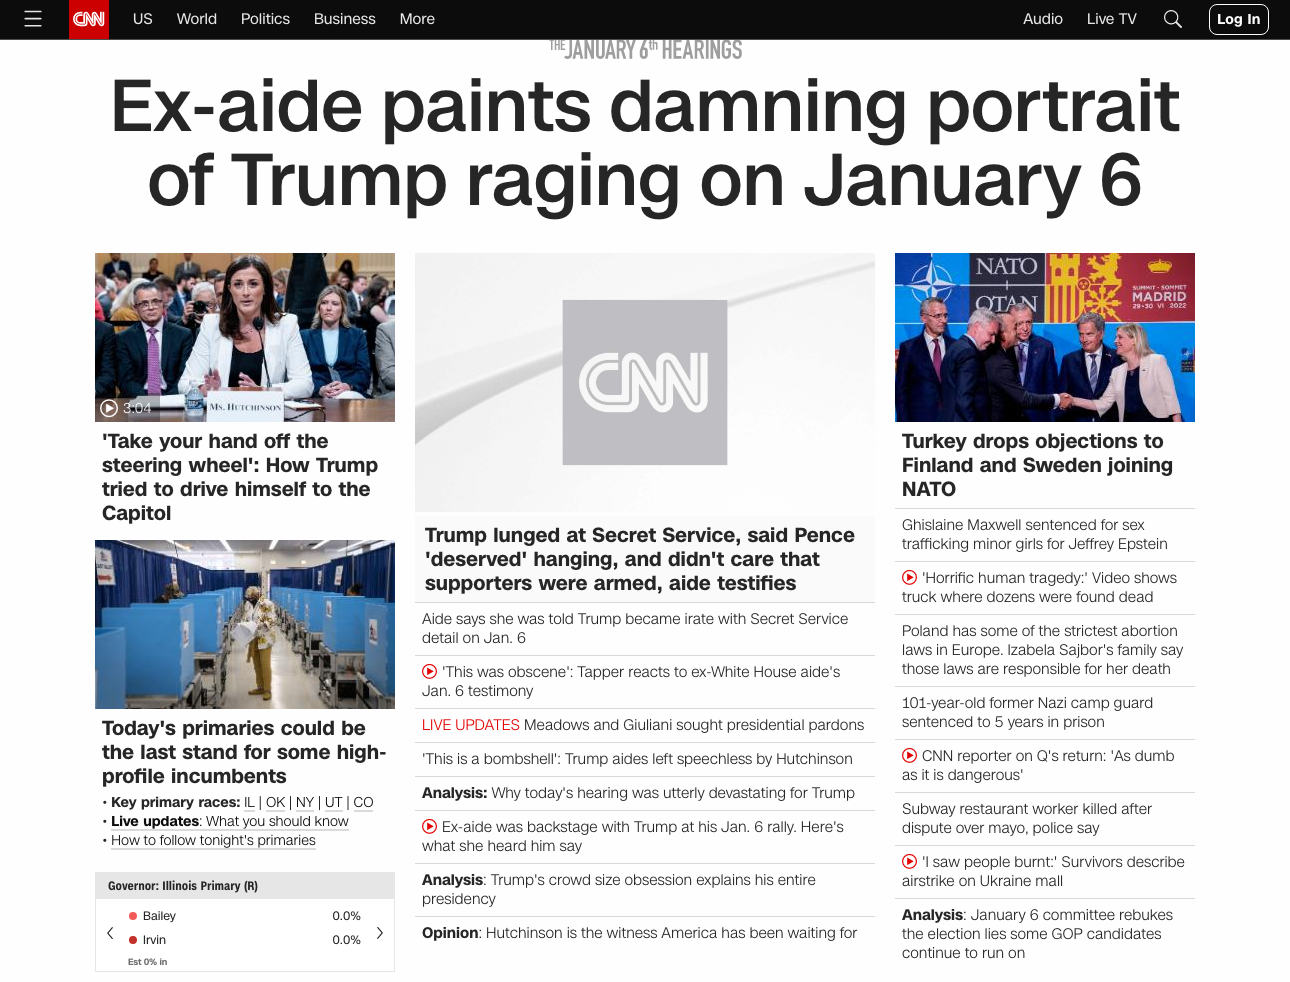 CNN
US
World
Politics
Business
More
Audio
Live TV
Log In
THE JANUARY 6th HEARINGS
Ex-aide paints damning portrait
of Trump raging on January 6
Ms. Hutchinson
3:04
'Take your hand off the
steering wheel': How Trump
tried to drive himself to the
Capitol
Today's primaries could be
the last stand for some high-
profile incumbents
• Key primary races: IL | OK | NY | UT | CO
• Live updates: What you should know
• How to follow tonight's primaries
Governor: Illinois Primary (R)
Bailey 0.0%
Irvin 0.0%
Est 0% in
CNN
Trump lunged at Secret Service, said Pence
'deserved' hanging, and didn't care that
supporters were armed, aide testifies
Aide says she was told Trump became irate with Secret Service
detail on Jan. 6
'This was obscene': Tapper reacts to ex-White House aide's
Jan. 6 testimony
LIVE UPDATES Meadows and Giuliani sought presidential pardons
'This is a bombshell': Trump aides left speechless by Hutchinson
Analysis: Why today's hearing was utterly devastating for Trump
Ex-aide was backstage with Trump at his Jan. 6 rally. Here's
what she heard him say
Analysis: Trump's crowd size obsession explains his entire
presidency
Opinion: Hutchinson is the witness America has been waiting for
NATO
OTAN
SUMMIT · SOMMET
MADRID
29·30 VI 2022
Turkey drops objections to
Finland and Sweden joining
NATO
Ghislaine Maxwell sentenced for sex
trafficking minor girls for Jeffrey Epstein
'Horrific human tragedy:' Video shows
truck where dozens were found dead
Poland has some of the strictest abortion
laws in Europe. Izabela Sajbor's family say
those laws are responsible for her death
101-year-old former Nazi camp guard
sentenced to 5 years in prison
CNN reporter on Q's return: 'As dumb
as it is dangerous'
Subway restaurant worker killed after
dispute over mayo, police say
'I saw people burnt:' Survivors describe
airstrike on Ukraine mall
Analysis: January 6 committee rebukes
the election lies some GOP candidates
continue to run on